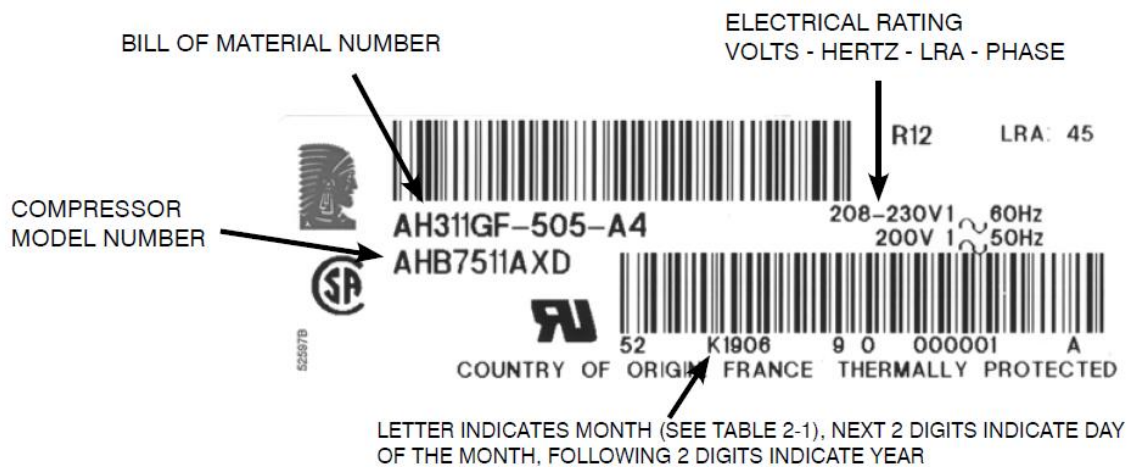 BILL OF MATERIAL NUMBER
ELECTRICAL RATING
VOLTS - HERTZ - LRA - PHASE
R12 LRA: 45
COMPRESSOR
MODEL NUMBER
AH311GF-505-A4
208-230V1~60Hz
200V 1~50Hz
AHB7511AXD
SA
UR
52597B
52 K1906 9 0 000001 A
COUNTRY OF ORIGIN FRANCE THERMALLY PROTECTED
LETTER INDICATES MONTH (SEE TABLE 2-1), NEXT 2 DIGITS INDICATE DAY
OF THE MONTH, FOLLOWING 2 DIGITS INDICATE YEAR